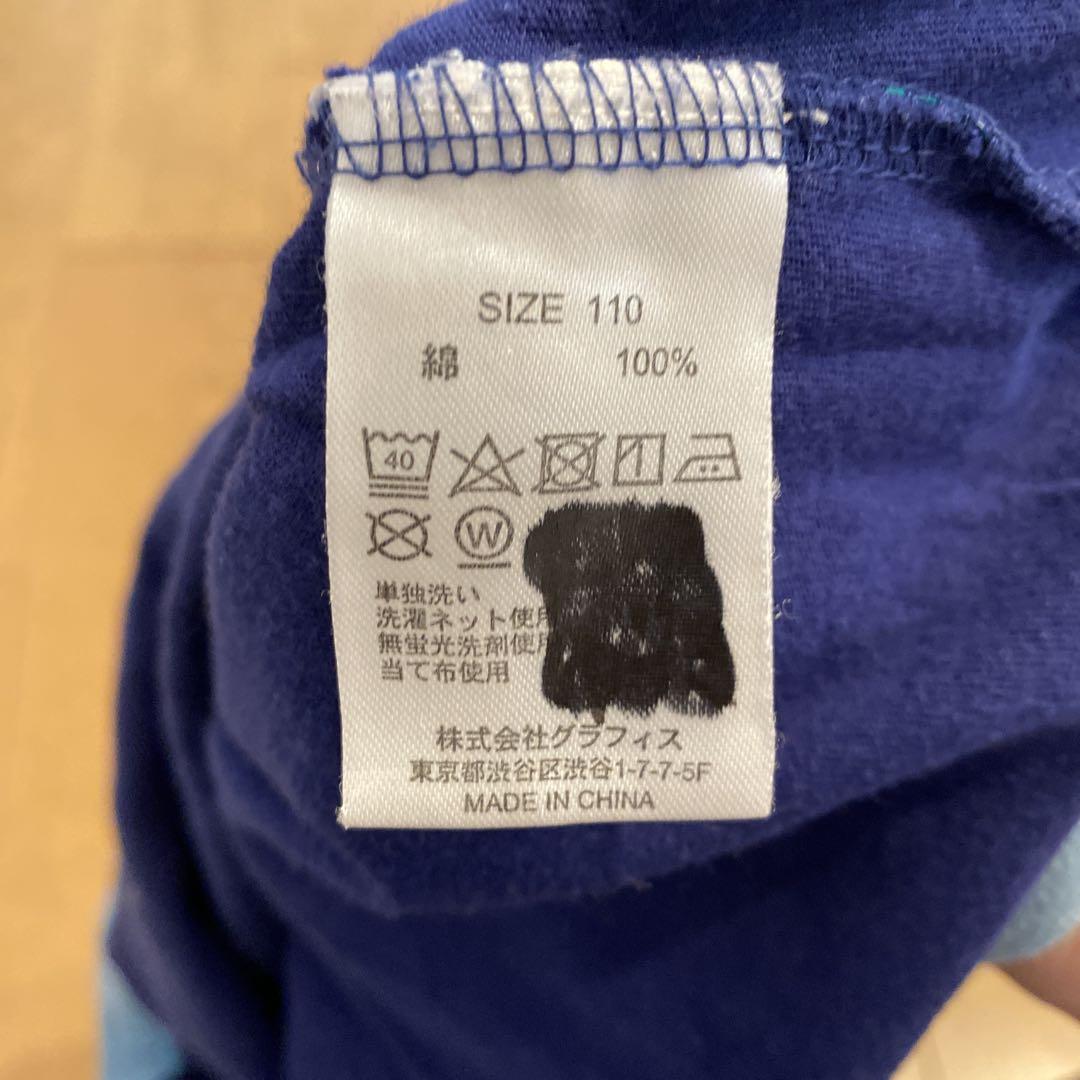 SIZE 110
綿 100%
40
W
単独洗い
洗濯ネット使用
無蛍光洗剤使用
当て布使用
株式会社グラフィス
東京都渋谷区渋谷1-7-7-5F
MADE IN CHINA